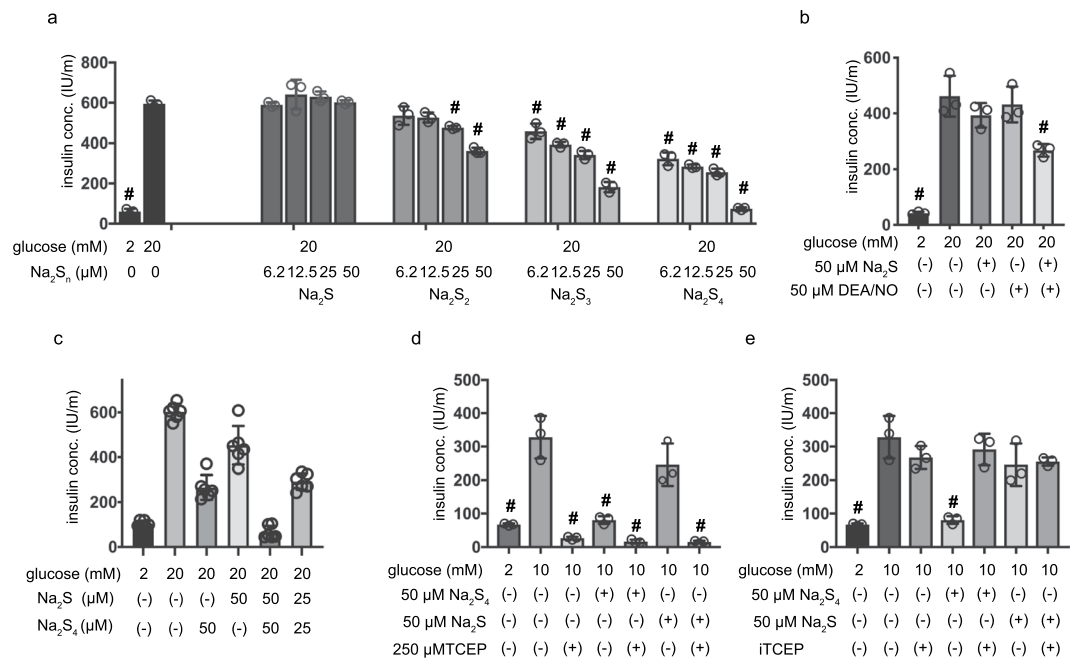 a
insulin conc. (IU/m)
800
600
400
200
0
# # # # # # # # # # #
glucose (mM) 2 20 20 20 20 20
Na₂Sₙ (µM) 0 0 6.2 12.5 25 50 6.2 12.5 25 50 6.2 12.5 25 50 6.2 12.5 25 50
Na₂S Na₂S₂ Na₂S₃ Na₂S₄
b
insulin conc. (IU/m)
600
400
200
0
# #
glucose (mM) 2 20 20 20 20
50 µM Na₂S (-) (-) (+) (-) (+)
50 µM DEA/NO (-) (-) (-) (+) (+)
c
insulin conc. (IU/m)
600
400
200
0
glucose (mM) 2 20 20 20 20 20
Na₂S (µM) (-) (-) (-) 50 50 25
Na₂S₄(µM) (-) (-) 50 (-) 50 25
d
insulin conc. (IU/m)
500
400
300
200
100
0
# # # # #
glucose (mM) 2 10 10 10 10 10 10
50 µM Na₂S₄ (-) (-) (-) (+) (+) (-) (-)
50 µM Na₂S (-) (-) (-) (-) (-) (+) (+)
250 µMTCEP (-) (-) (+) (-) (+) (-) (+)
e
insulin conc. (IU/m)
500
400
300
200
100
0
# #
glucose (mM) 2 10 10 10 10 10 10
50 µM Na₂S₄ (-) (-) (-) (+) (+) (-) (-)
50 µM Na₂S (-) (-) (-) (-) (-) (+) (+)
iTCEP (-) (-) (+) (-) (+) (-) (+)